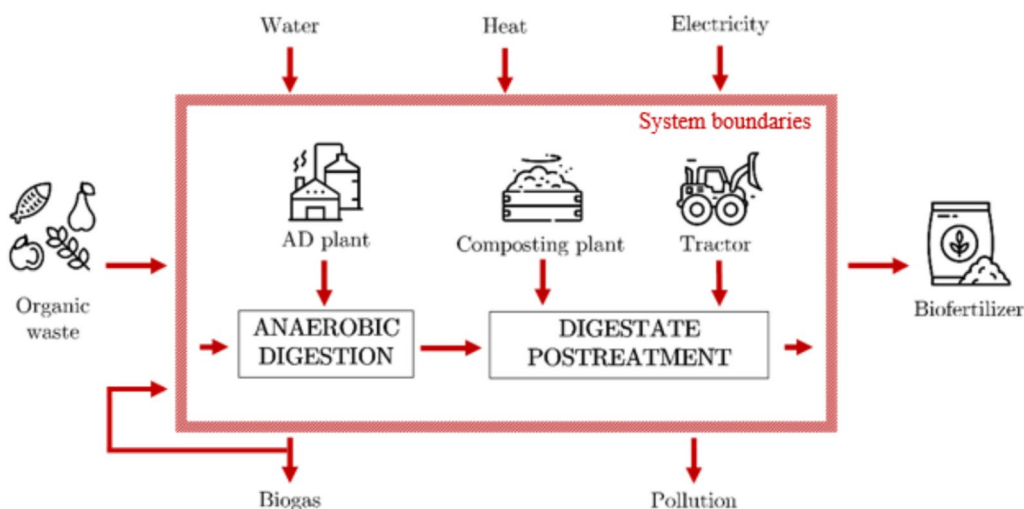 Water
Heat
Electricity
System boundaries
AD plant
Composting plant
Tractor
Organic
waste
Biofertilizer
ANAEROBIC
DIGESTION
DIGESTATE
POSTREATMENT
Biogas
Pollution